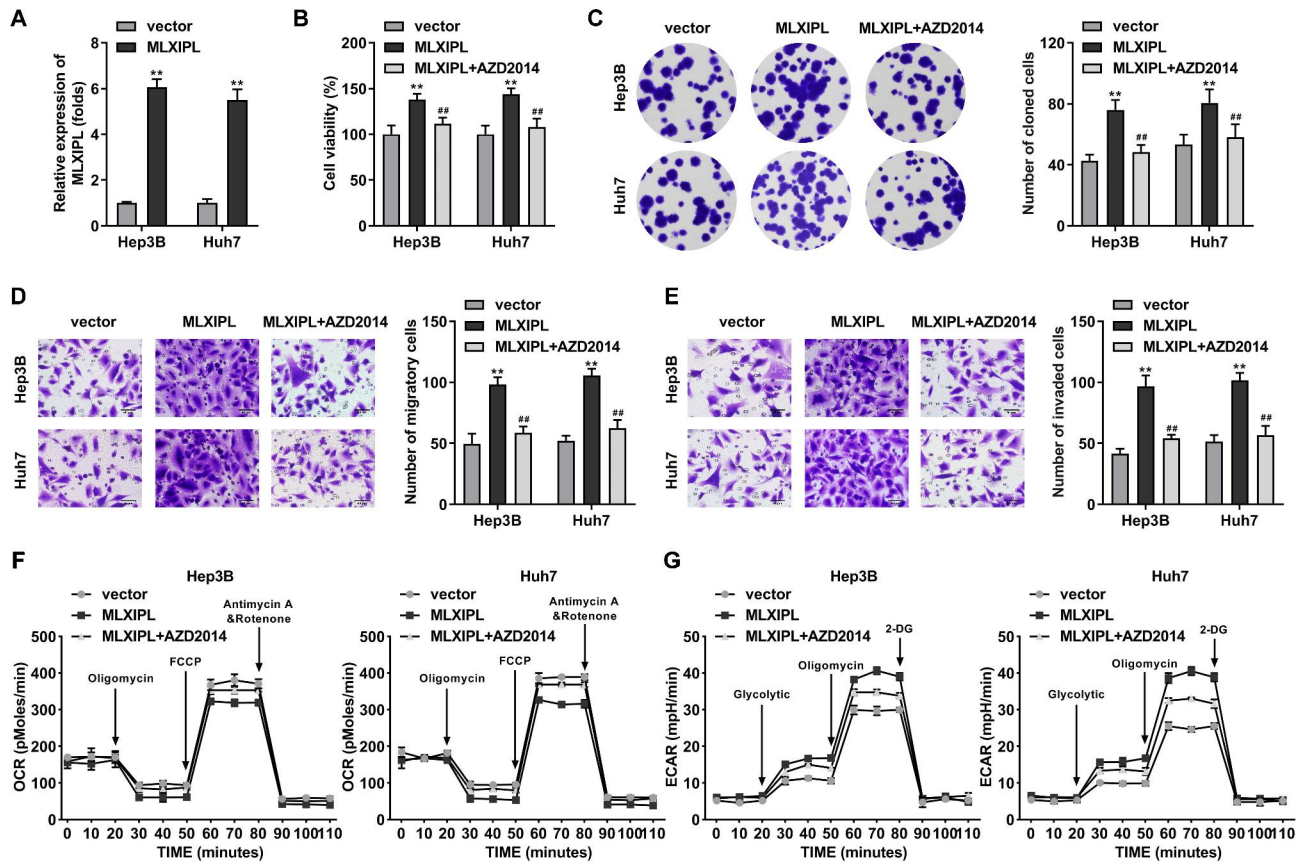 A
vector
MLXIPL
Relative expression of
MLXIPL (folds)
8
6
4
2
0
**
**
Hep3B
Huh7
B
vector
MLXIPL
MLXIPL+AZD2014
Cell viability (%)
200
150
100
50
0
**
##
**
##
Hep3B
Huh7
C
vector
MLXIPL
MLXIPL+AZD2014
Hep3B
Huh7
vector
MLXIPL
MLXIPL+AZD2014
Number of cloned cells
120
80
40
0
**
##
**
##
Hep3B
Huh7
D
vector
MLXIPL
MLXIPL+AZD2014
Hep3B
Huh7
vector
MLXIPL
MLXIPL+AZD2014
Number of migratory cells
150
100
50
0
**
##
**
##
Hep3B
Huh7
E
vector
MLXIPL
MLXIPL+AZD2014
Hep3B
Huh7
vector
MLXIPL
MLXIPL+AZD2014
Number of invaded cells
150
100
50
0
**
##
**
##
Hep3B
Huh7
F
Hep3B
vector
MLXIPL
MLXIPL+AZD2014
Antimycin A
&Rotenone
FCCP
Oligomycin
OCR (pMoles/min)
500
400
300
200
100
0
0 10 20 30 40 50 60 70 80 90 100 110
TIME (minutes)
Huh7
vector
MLXIPL
MLXIPL+AZD2014
Antimycin A
&Rotenone
FCCP
Oligomycin
OCR (pMoles/min)
500
400
300
200
100
0
0 10 20 30 40 50 60 70 80 90 100 110
TIME (minutes)
G
Hep3B
vector
MLXIPL
MLXIPL+AZD2014
2-DG
Oligomycin
Glycolytic
ECAR (mpH/min)
50
40
30
20
10
0
0 10 20 30 40 50 60 70 80 90 100 110
TIME (minutes)
Huh7
vector
MLXIPL
MLXIPL+AZD2014
2-DG
Oligomycin
Glycolytic
ECAR (mpH/min)
50
40
30
20
10
0
0 10 20 30 40 50 60 70 80 90 100 110
TIME (minutes)